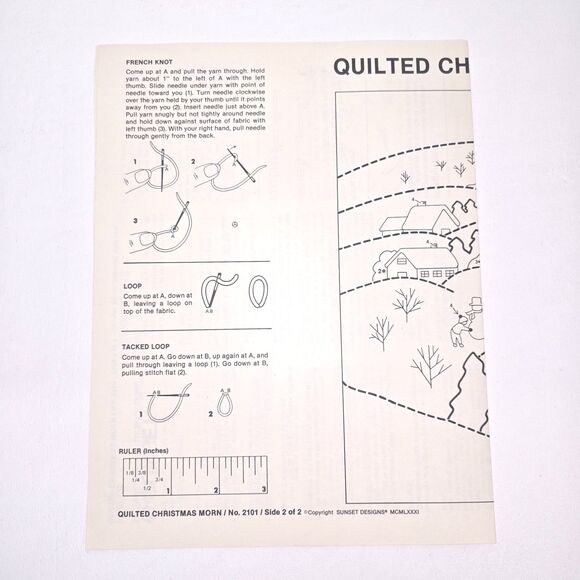 FRENCH KNOT
Come up at A and pull the yarn through. Hold
yarn about 1" to the left of A with the left
thumb. Slide needle under yarn with point of
needle toward you (1). Turn needle clockwise
over the yarn held by your thumb until it points
away from you (2). Insert needle just above A.
Pull yarn snugly but not tightly around needle
and hold down against surface of fabric with
left thumb (3). With your right hand, pull needle
through gently from the back.
1 A
2 A
3 A
LOOP
Come up at A, down at
B, leaving a loop on
top of the fabric.
A B
TACKED LOOP
Come up at A. Go down at B, up again at A, and
pull through leaving a loop (1). Go down at B,
pulling stitch flat (2).
1 A B
2 A B
RULER (Inches)
1/8 3/8
1/4 3/4
1/2 1 2 3
QUILTED CHRISTMAS MORN / No. 2101 / Side 2 of 2 ©Copyright SUNSET DESIGNS® MCMLXXXI
QUILTED CH
4
4
2
4